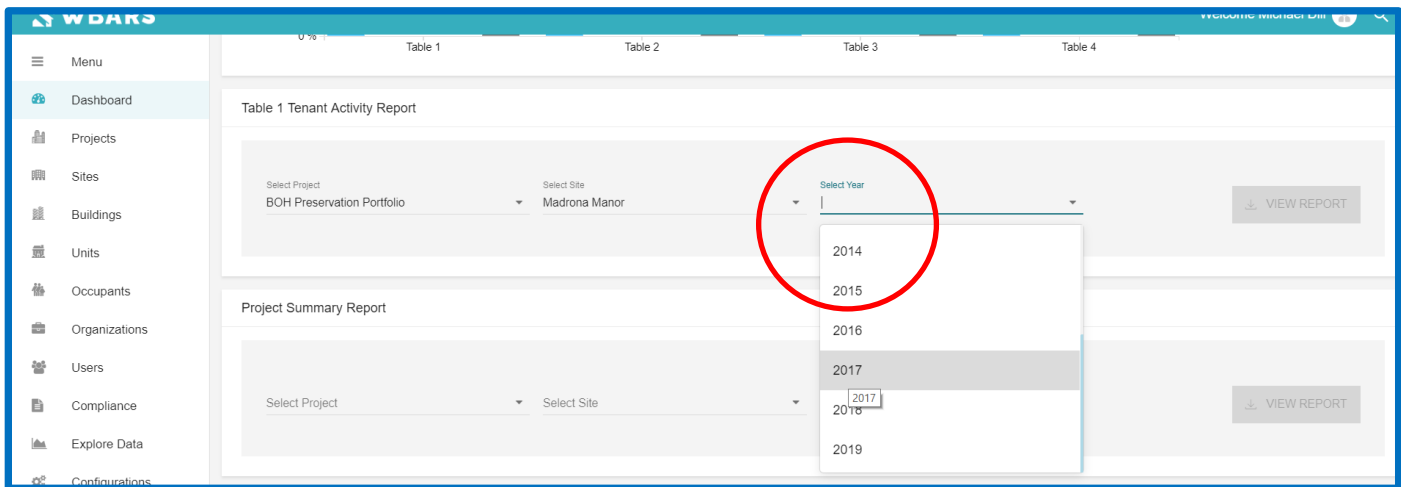 WBARS
Welcome Michael Dill
0 %
Table 1
Table 2
Table 3
Table 4
Menu
Dashboard
Projects
Sites
Buildings
Units
Occupants
Organizations
Users
Compliance
Explore Data
Configurations
Table 1 Tenant Activity Report
Select Project
BOH Preservation Portfolio
Select Site
Madrona Manor
Select Year
VIEW REPORT
2014
2015
2016
2017
2017
2018
2019
Project Summary Report
Select Project
Select Site
VIEW REPORT